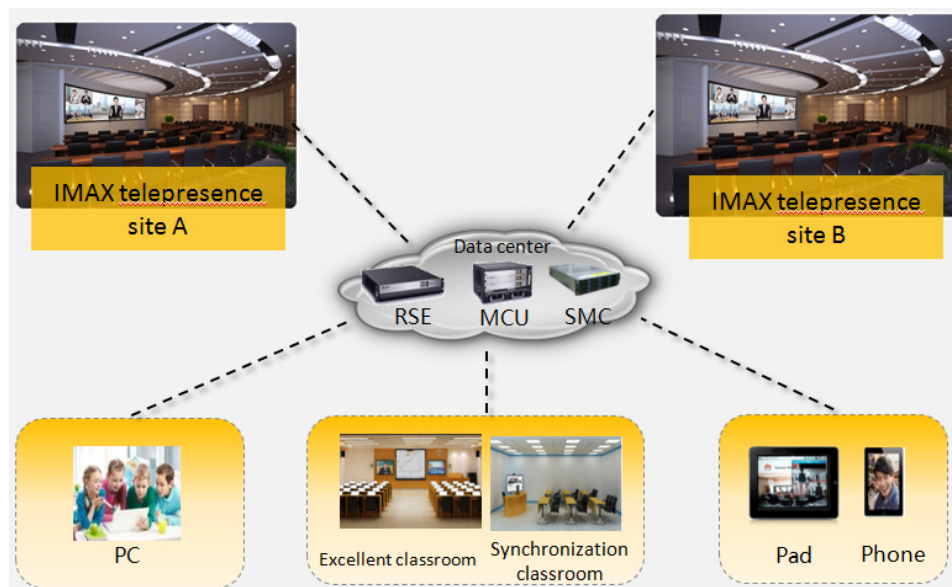 IMAX telepresence
site A
IMAX telepresence
site B
Data center
RSE
MCU
SMC
PC
Excellent classroom
Synchronization
classroom
Pad
Phone